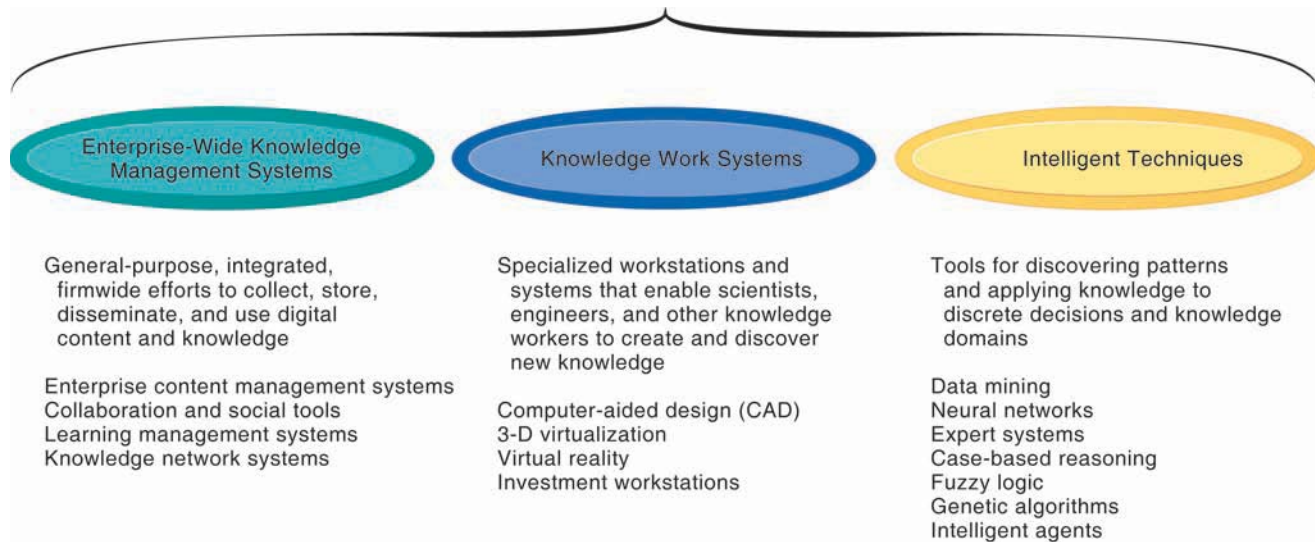 Enterprise-Wide Knowledge
Management Systems
General-purpose, integrated,
firmwide efforts to collect, store,
disseminate, and use digital
content and knowledge
Enterprise content management systems
Collaboration and social tools
Learning management systems
Knowledge network systems
Knowledge Work Systems
Specialized workstations and
systems that enable scientists,
engineers, and other knowledge
workers to create and discover
new knowledge
Computer-aided design (CAD)
3-D virtualization
Virtual reality
Investment workstations
Intelligent Techniques
Tools for discovering patterns
and applying knowledge to
discrete decisions and knowledge
domains
Data mining
Neural networks
Expert systems
Case-based reasoning
Fuzzy logic
Genetic algorithms
Intelligent agents